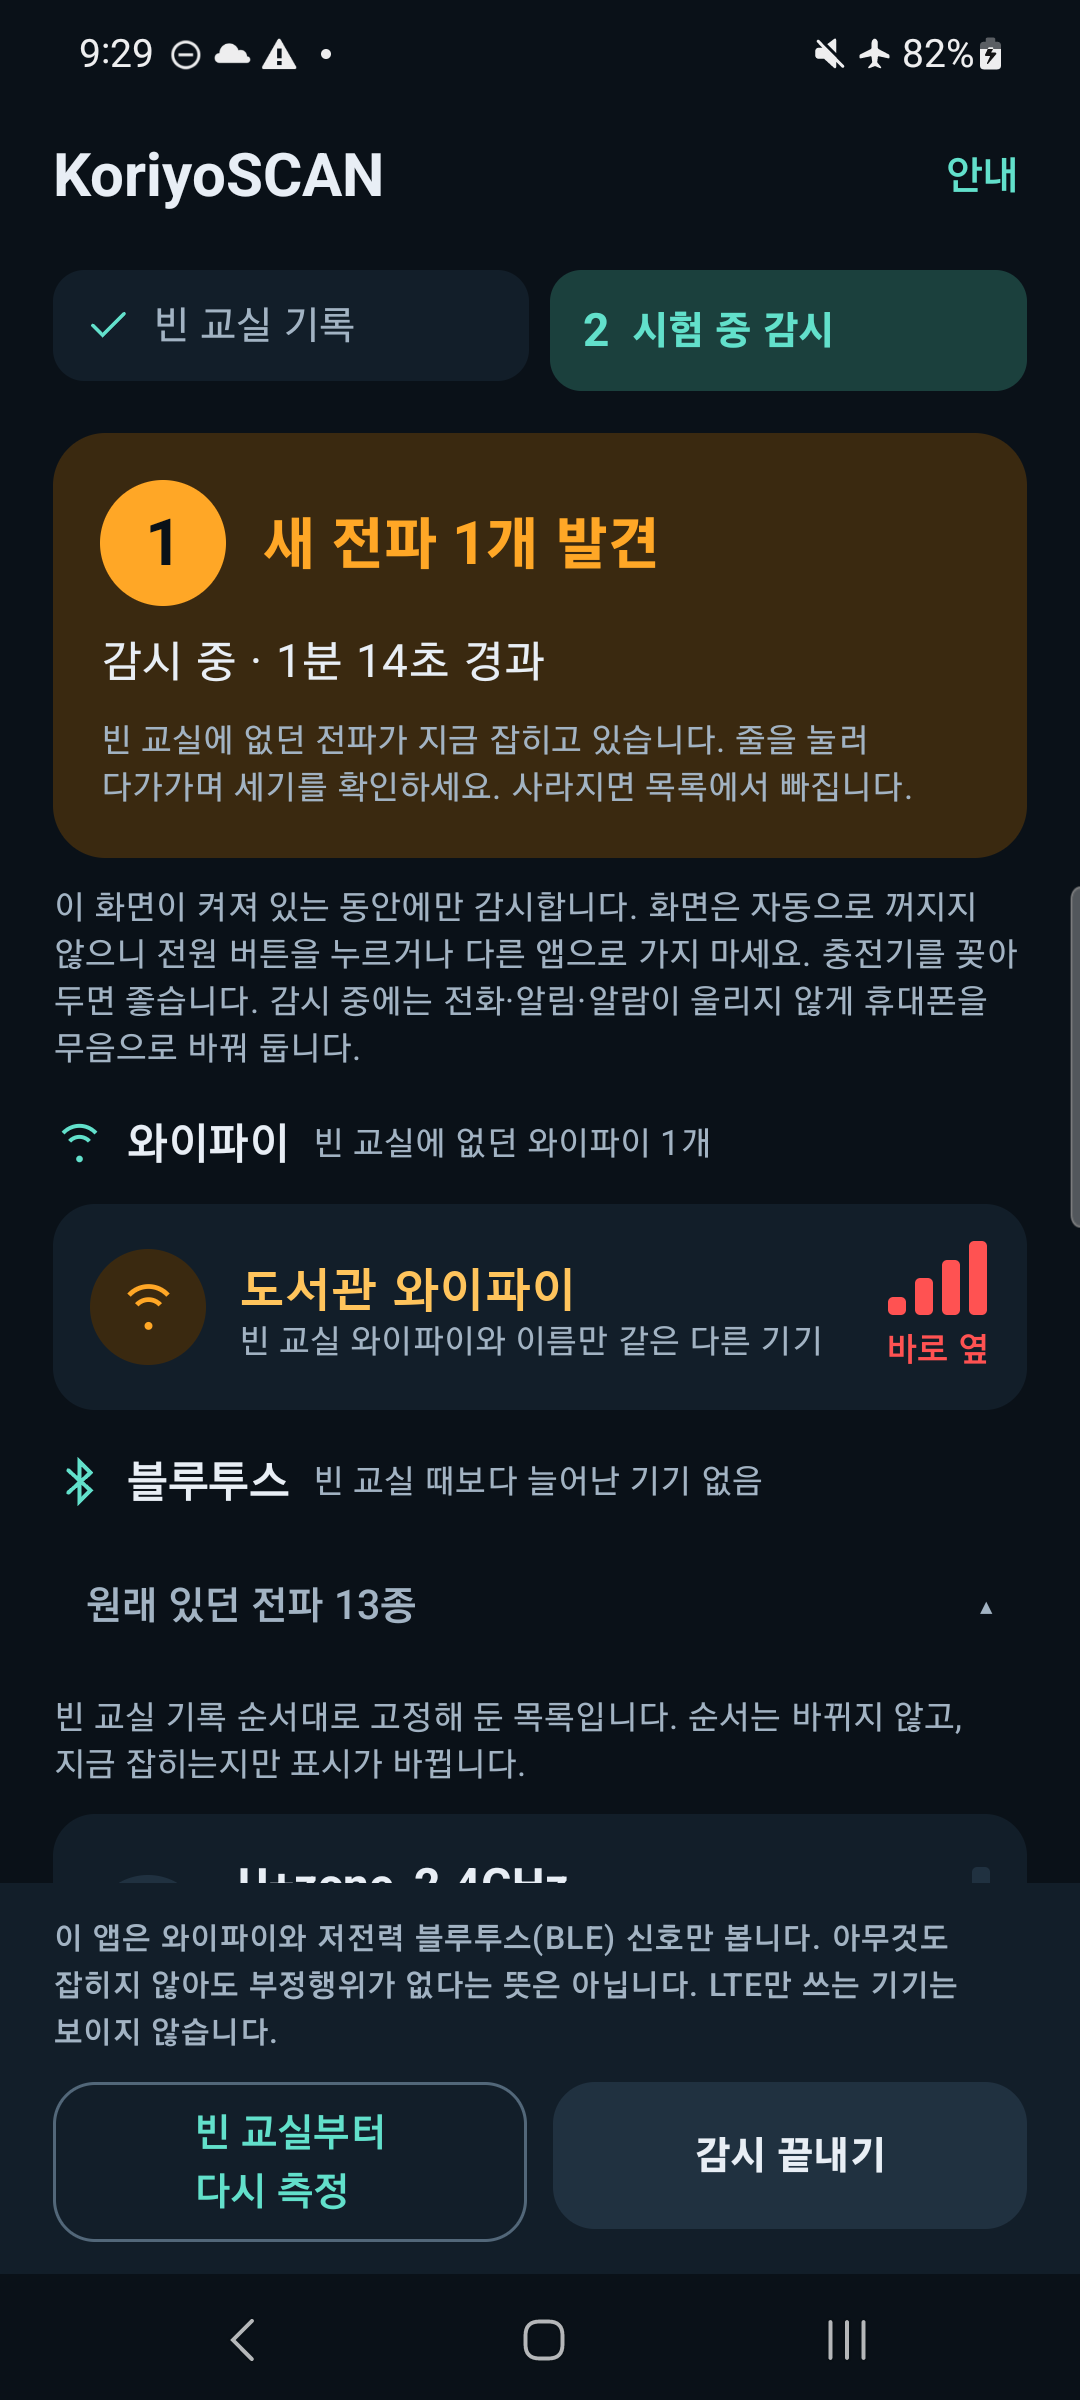 9:29
82%
KoriyoSCAN
안내
빈 교실 기록
2 시험 중 감시
1
새 전파 1개 발견
감시 중 · 1분 14초 경과
빈 교실에 없던 전파가 지금 잡히고 있습니다. 줄을 눌러
다가가며 세기를 확인하세요. 사라지면 목록에서 빠집니다.
이 화면이 켜져 있는 동안에만 감시합니다. 화면은 자동으로 꺼지지
않으니 전원 버튼을 누르거나 다른 앱으로 가지 마세요. 충전기를 꽂아
두면 좋습니다. 감시 중에는 전화·알림·알람이 울리지 않게 휴대폰을
무음으로 바꿔 둡니다.
와이파이 빈 교실에 없던 와이파이 1개
도서관 와이파이
빈 교실 와이파이와 이름만 같은 다른 기기
바로 옆
블루투스 빈 교실 때보다 늘어난 기기 없음
원래 있던 전파 13종
빈 교실 기록 순서대로 고정해 둔 목록입니다. 순서는 바뀌지 않고,
지금 잡히는지만 표시가 바뀝니다.
이 앱은 와이파이와 저전력 블루투스(BLE) 신호만 봅니다. 아무것도
잡히지 않아도 부정행위가 없다는 뜻은 아닙니다. LTE만 쓰는 기기는
보이지 않습니다.
빈 교실부터
다시 측정
감시 끝내기